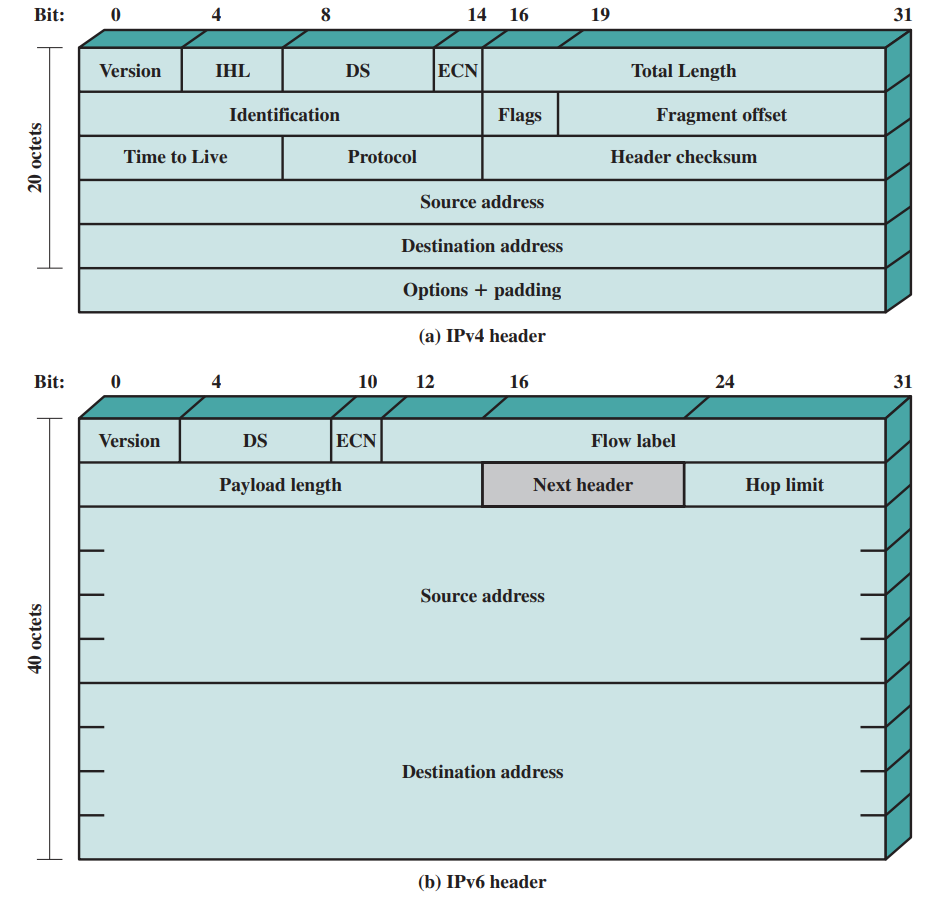 Bit: 0 4 8 14 16 19 31
Version IHL DS ECN Total Length
Identification Flags Fragment offset
Time to Live Protocol Header checksum
Source address
Destination address
Options + padding
20 octets
(a) IPv4 header
Bit: 0 4 10 12 16 24 31
Version DS ECN Flow label
Payload length Next header Hop limit
Source address
Destination address
40 octets
(b) IPv6 header